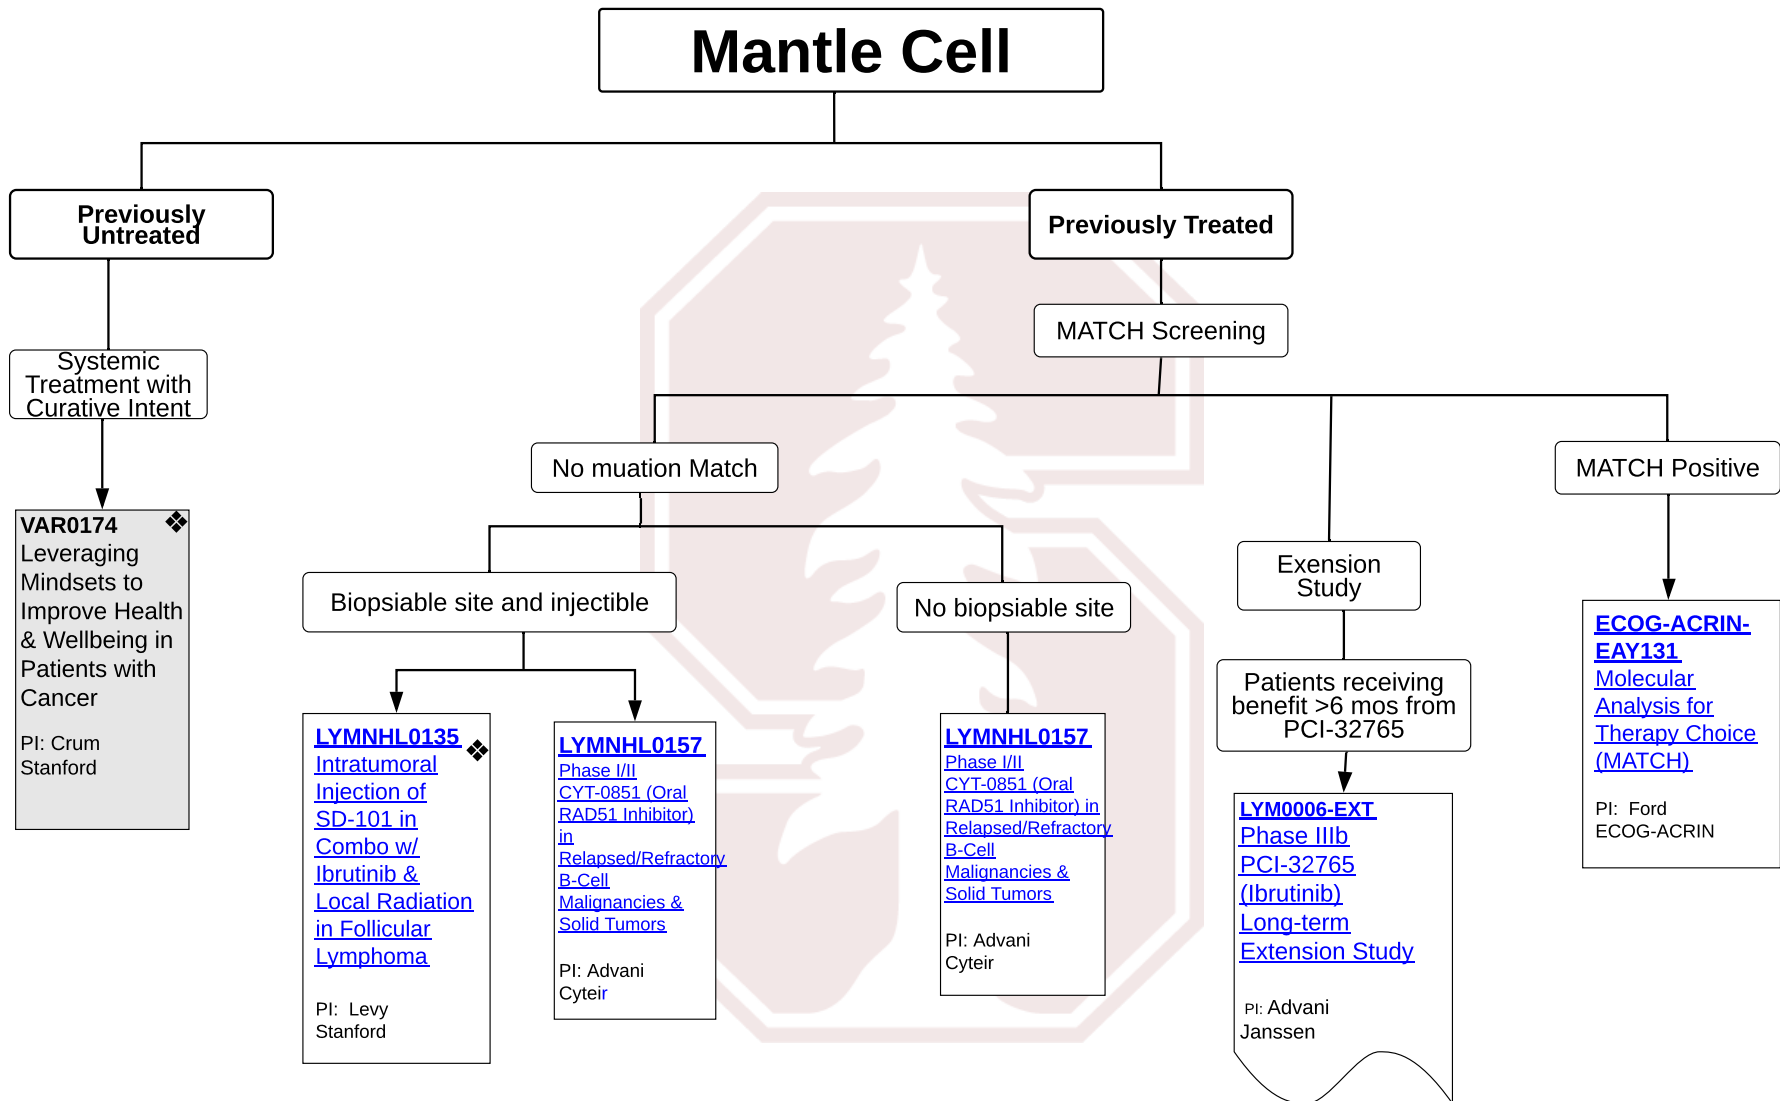 Mantle Cell
Previously
Untreated
Previously Treated
MATCH Screening
Systemic
Treatment with
Curative Intent
No muation Match
MATCH Positive
VAR0174 ❖
Leveraging
Mindsets to
Improve Health
& Wellbeing in
Patients with
Cancer
PI: Crum
Stanford
Biopsiable site and injectible
No biopsiable site
Exension
Study
Patients receiving
benefit >6 mos from
PCI-32765
LYMNHL0135 ❖
Intratumoral
Injection of
SD-101 in
Combo w/
Ibrutinib &
Local Radiation
in Follicular
Lymphoma
PI:  Levy
Stanford
LYMNHL0157
Phase I/II
CYT-0851 (Oral
RAD51 Inhibitor)
in
Relapsed/Refractory
B-Cell
Malignancies &
Solid Tumors
PI: Advani
Cyteir
LYMNHL0157
Phase I/II
CYT-0851 (Oral
RAD51 Inhibitor) in
Relapsed/Refractory
B-Cell
Malignancies &
Solid Tumors
PI: Advani
Cyteir
LYM0006-EXT
Phase IIIb
PCI-32765
(Ibrutinib)
Long-term
Extension Study
PI: Advani
Janssen
ECOG-ACRIN-
EAY131
Molecular
Analysis for
Therapy Choice
(MATCH)
PI:  Ford
ECOG-ACRIN